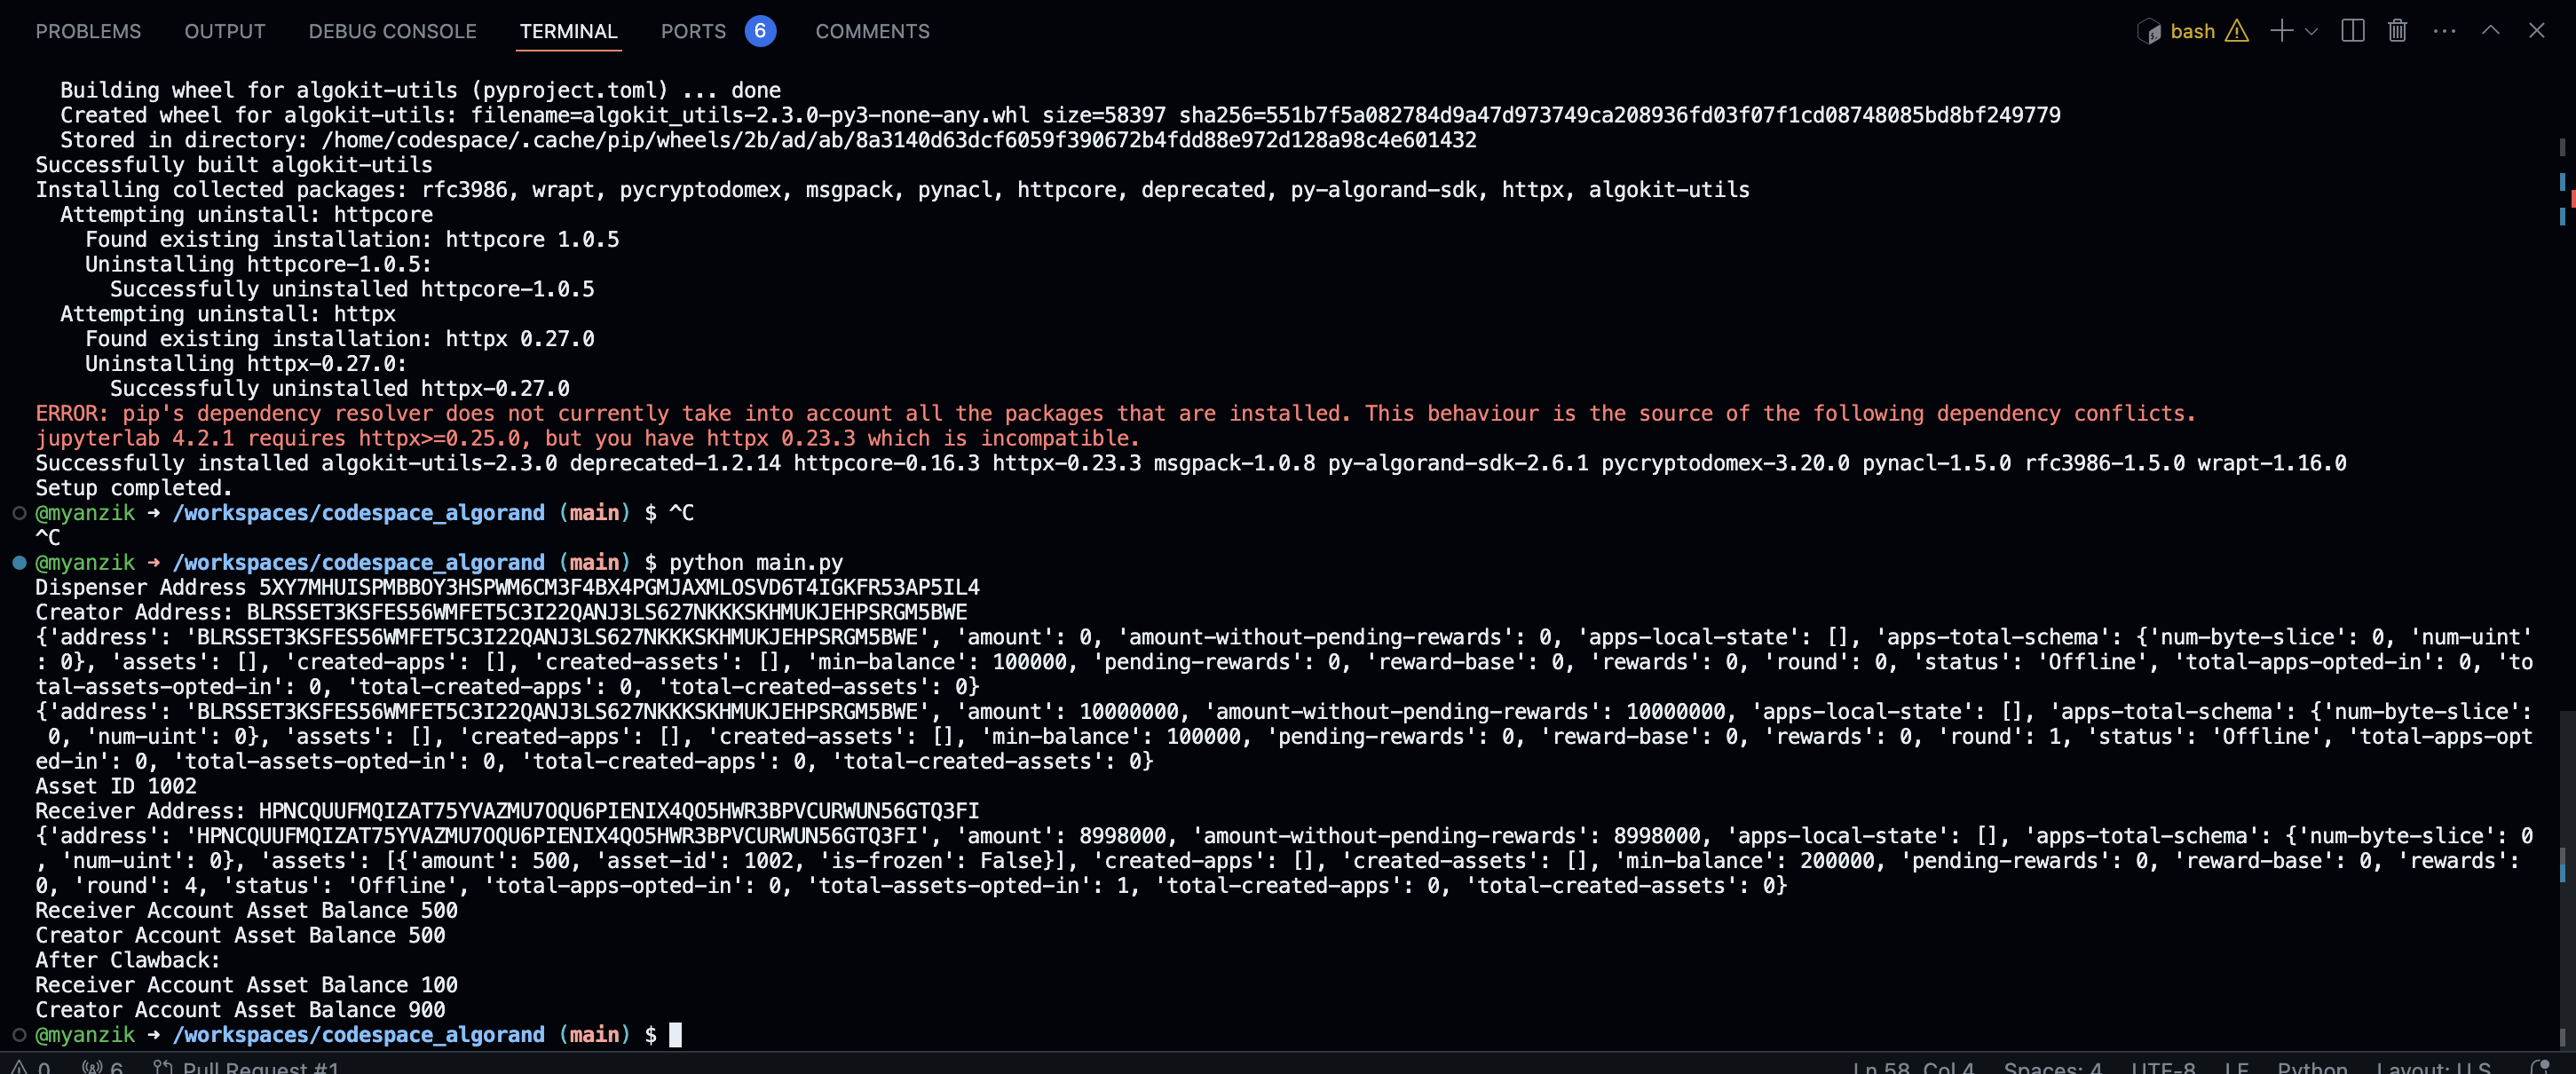 PROBLEMS OUTPUT DEBUG CONSOLE TERMINAL PORTS 6 COMMENTS bash
Building wheel for algokit-utils (pyproject.toml) ... done
Created wheel for algokit-utils: filename=algokit_utils-2.3.0-py3-none-any.whl size=58397 sha256=551b7f5a082784d9a47d973749ca208936fd03f07f1cd08748085bd8bf249779
Stored in directory: /home/codespace/.cache/pip/wheels/2b/ad/ab/8a3140d63dcf6059f390672b4fdd88e972d128a98c4e601432
Successfully built algokit-utils
Installing collected packages: rfc3986, wrapt, pycryptodomex, msgpack, pynacl, httpcore, deprecated, py-algorand-sdk, httpx, algokit-utils
Attempting uninstall: httpcore
Found existing installation: httpcore 1.0.5
Uninstalling httpcore-1.0.5:
Successfully uninstalled httpcore-1.0.5
Attempting uninstall: httpx
Found existing installation: httpx 0.27.0
Uninstalling httpx-0.27.0:
Successfully uninstalled httpx-0.27.0
ERROR: pip's dependency resolver does not currently take into account all the packages that are installed. This behaviour is the source of the following dependency conflicts.
jupyterlab 4.2.1 requires httpx>=0.25.0, but you have httpx 0.23.3 which is incompatible.
Successfully installed algokit-utils-2.3.0 deprecated-1.2.14 httpcore-0.16.3 httpx-0.23.3 msgpack-1.0.8 py-algorand-sdk-2.6.1 pycryptodomex-3.20.0 pynacl-1.5.0 rfc3986-1.5.0 wrapt-1.16.0
Setup completed.
@myanzik → /workspaces/codespace_algorand (main) $ ^C
^C
@myanzik → /workspaces/codespace_algorand (main) $ python main.py
Dispenser Address 5XY7MHUISPMBBOY3HSPWM6CM3F4BX4PGMJAXMLOSVD6T4IGKFR53AP5IL4
Creator Address: BLRSSET3KSFES56WMFET5C3I22QANJ3LS627NKKKSKHMUKJEHPSRGM5BWE
{'address': 'BLRSSET3KSFES56WMFET5C3I22QANJ3LS627NKKKSKHMUKJEHPSRGM5BWE', 'amount': 0, 'amount-without-pending-rewards': 0, 'apps-local-state': [], 'apps-total-schema': {'num-byte-slice': 0, 'num-uint'
: 0}, 'assets': [], 'created-apps': [], 'created-assets': [], 'min-balance': 100000, 'pending-rewards': 0, 'reward-base': 0, 'rewards': 0, 'round': 0, 'status': 'Offline', 'total-apps-opted-in': 0, 'to
tal-assets-opted-in': 0, 'total-created-apps': 0, 'total-created-assets': 0}
{'address': 'BLRSSET3KSFES56WMFET5C3I22QANJ3LS627NKKKSKHMUKJEHPSRGM5BWE', 'amount': 10000000, 'amount-without-pending-rewards': 10000000, 'apps-local-state': [], 'apps-total-schema': {'num-byte-slice':
0, 'num-uint': 0}, 'assets': [], 'created-apps': [], 'created-assets': [], 'min-balance': 100000, 'pending-rewards': 0, 'reward-base': 0, 'rewards': 0, 'round': 1, 'status': 'Offline', 'total-apps-opt
ed-in': 0, 'total-assets-opted-in': 0, 'total-created-apps': 0, 'total-created-assets': 0}
Asset ID 1002
Receiver Address: HPNCQUUFMQIZAT75YVAZMU7OQU6PIENIX4QO5HWR3BPVCURWUN56GTQ3FI
{'address': 'HPNCQUUFMQIZAT75YVAZMU7OQU6PIENIX4QO5HWR3BPVCURWUN56GTQ3FI', 'amount': 8998000, 'amount-without-pending-rewards': 8998000, 'apps-local-state': [], 'apps-total-schema': {'num-byte-slice': 0
, 'num-uint': 0}, 'assets': [{'amount': 500, 'asset-id': 1002, 'is-frozen': False}], 'created-apps': [], 'created-assets': [], 'min-balance': 200000, 'pending-rewards': 0, 'reward-base': 0, 'rewards':
0, 'round': 4, 'status': 'Offline', 'total-apps-opted-in': 0, 'total-assets-opted-in': 1, 'total-created-apps': 0, 'total-created-assets': 0}
Receiver Account Asset Balance 500
Creator Account Asset Balance 500
After Clawback:
Receiver Account Asset Balance 100
Creator Account Asset Balance 900
@myanzik → /workspaces/codespace_algorand (main) $
0 6 Pull Request #1 Ln 58, Col 4 Spaces: 4 UTF-8 LF Python Layout: U.S.